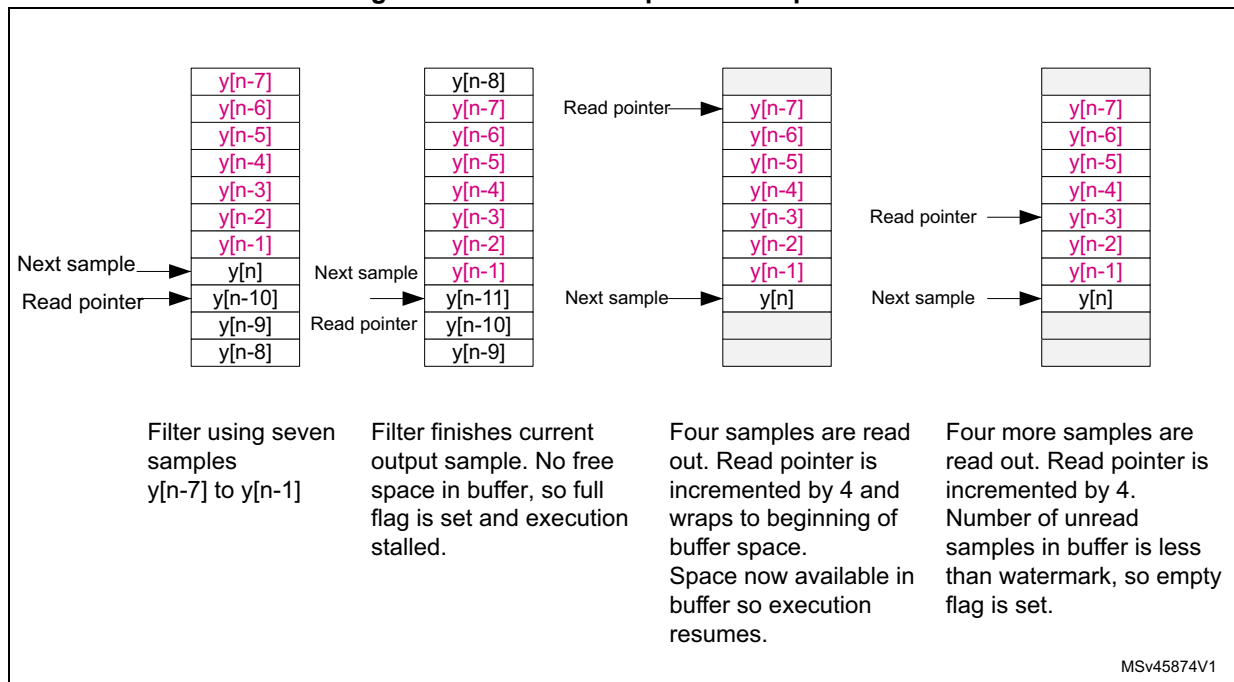 y[n-7]
y[n-6]
y[n-5]
y[n-4]
y[n-3]
y[n-2]
y[n-1]
y[n]
y[n-10]
y[n-9]
y[n-8]
Next sample
Read pointer
y[n-8]
y[n-7]
y[n-6]
y[n-5]
y[n-4]
y[n-3]
y[n-2]
y[n-1]
y[n-11]
y[n-10]
y[n-9]
Next sample
Read pointer
Read pointer
y[n-7]
y[n-6]
y[n-5]
y[n-4]
y[n-3]
y[n-2]
y[n-1]
y[n]
Next sample
y[n-7]
y[n-6]
y[n-5]
y[n-4]
y[n-3]
y[n-2]
y[n-1]
y[n]
Read pointer
Next sample
Filter using seven
samples
y[n-7] to y[n-1]
Filter finishes current
output sample. No free
space in buffer, so full
flag is set and execution
stalled.
Four samples are read
out. Read pointer is
incremented by 4 and
wraps to beginning of
buffer space.
Space now available in
buffer so execution
resumes.
Four more samples are
read out. Read pointer is
incremented by 4.
Number of unread
samples in buffer is less
than watermark, so empty
flag is set.
MSv45874V1